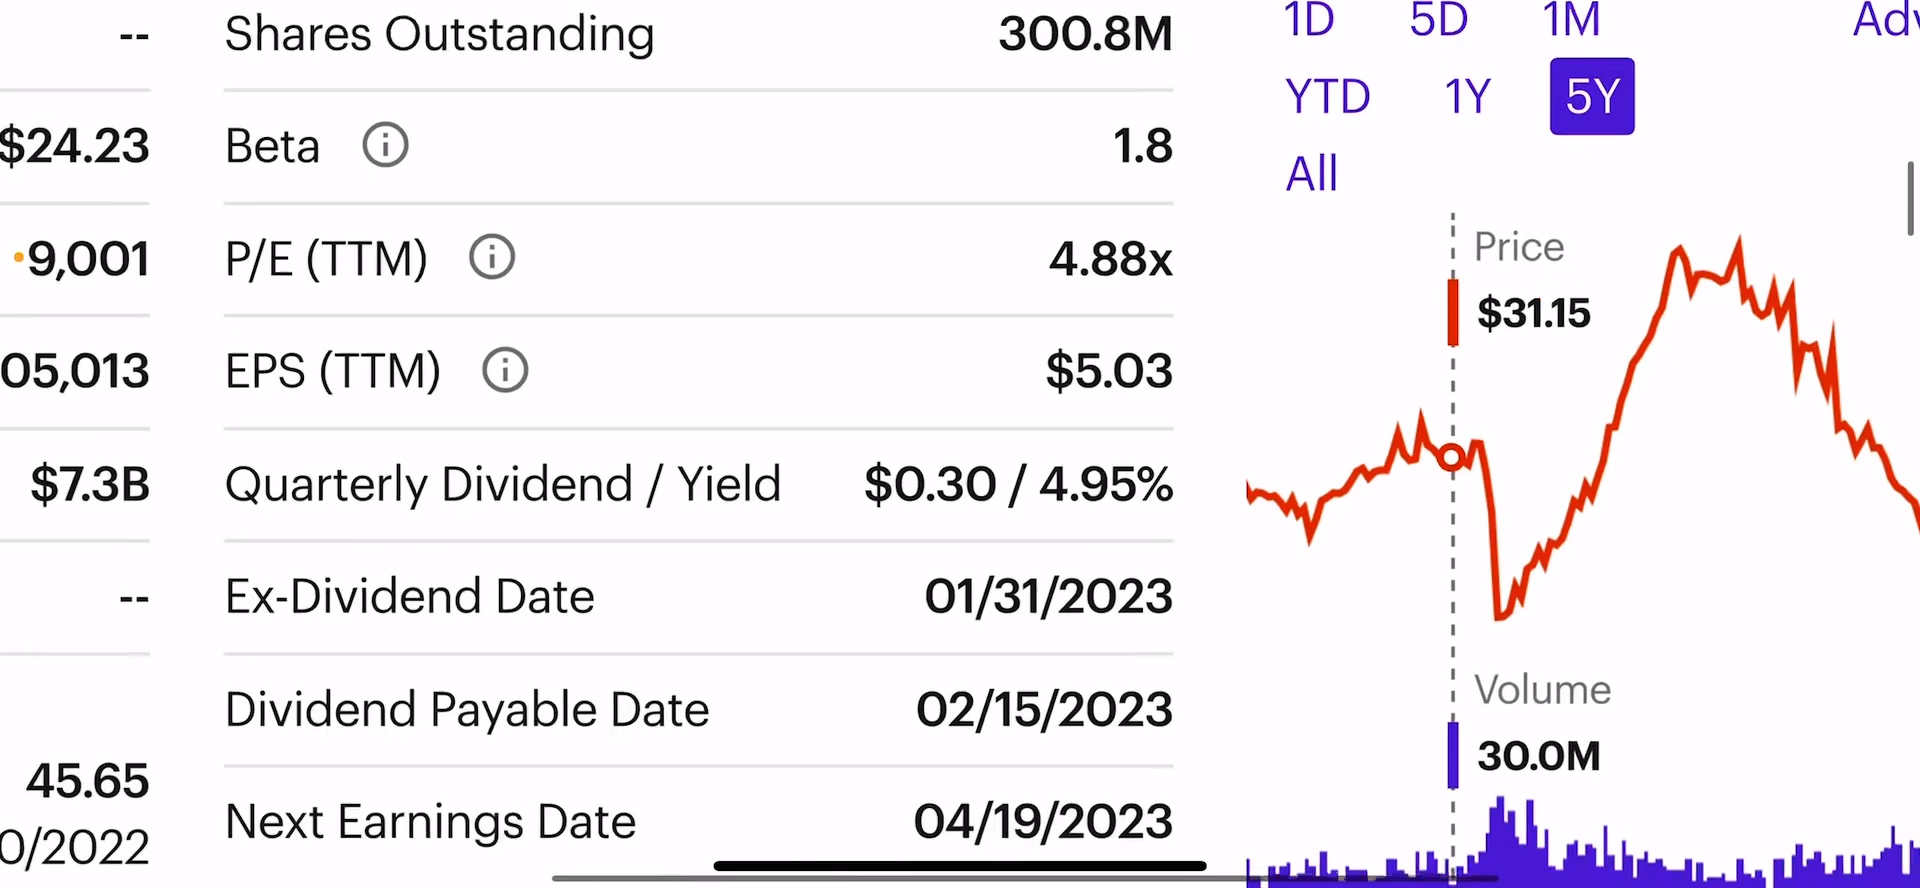 --
$24.23
9,001
05,013
$7.3B
--
45.65
0/2022
Shares Outstanding 300.8M
Beta 1.8
P/E (TTM) 4.88x
EPS (TTM) $5.03
Quarterly Dividend / Yield $0.30 / 4.95%
Ex-Dividend Date 01/31/2023
Dividend Payable Date 02/15/2023
Next Earnings Date 04/19/2023
1D 5D 1M Adv
YTD 1Y 5Y
All
Price
$31.15
Volume
30.0M